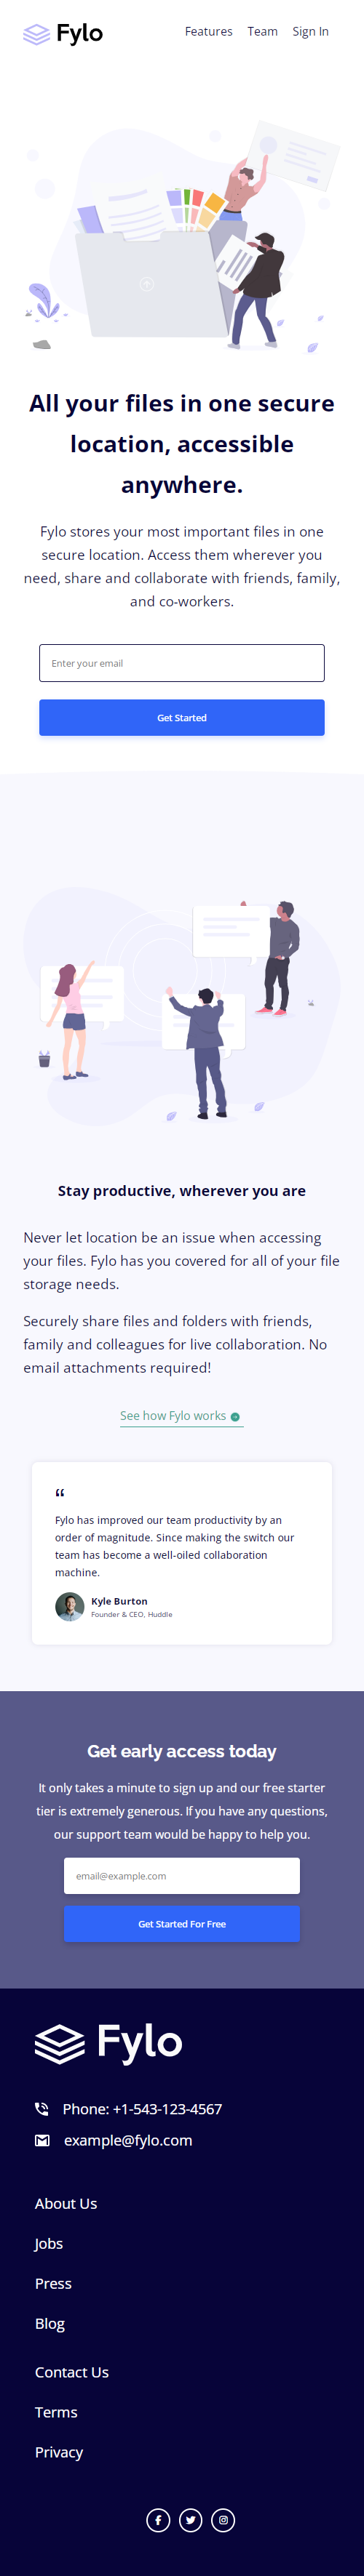 Fylo
Features Team Sign In
All your files in one secure
location, accessible
anywhere.
Fylo stores your most important files in one
secure location. Access them wherever you
need, share and collaborate with friends, family,
and co-workers.
Enter your email
Get Started
Stay productive, wherever you are
Never let location be an issue when accessing
your files. Fylo has you covered for all of your file
storage needs.
Securely share files and folders with friends,
family and colleagues for live collaboration. No
email attachments required!
See how Fylo works
“
Fylo has improved our team productivity by an
order of magnitude. Since making the switch our
team has become a well-oiled collaboration
machine.
Kyle Burton
Founder & CEO, Huddle
Get early access today
It only takes a minute to sign up and our free starter
tier is extremely generous. If you have any questions,
our support team would be happy to help you.
email@example.com
Get Started For Free
Fylo
Phone: +1-543-123-4567
example@fylo.com
About Us
Jobs
Press
Blog
Contact Us
Terms
Privacy